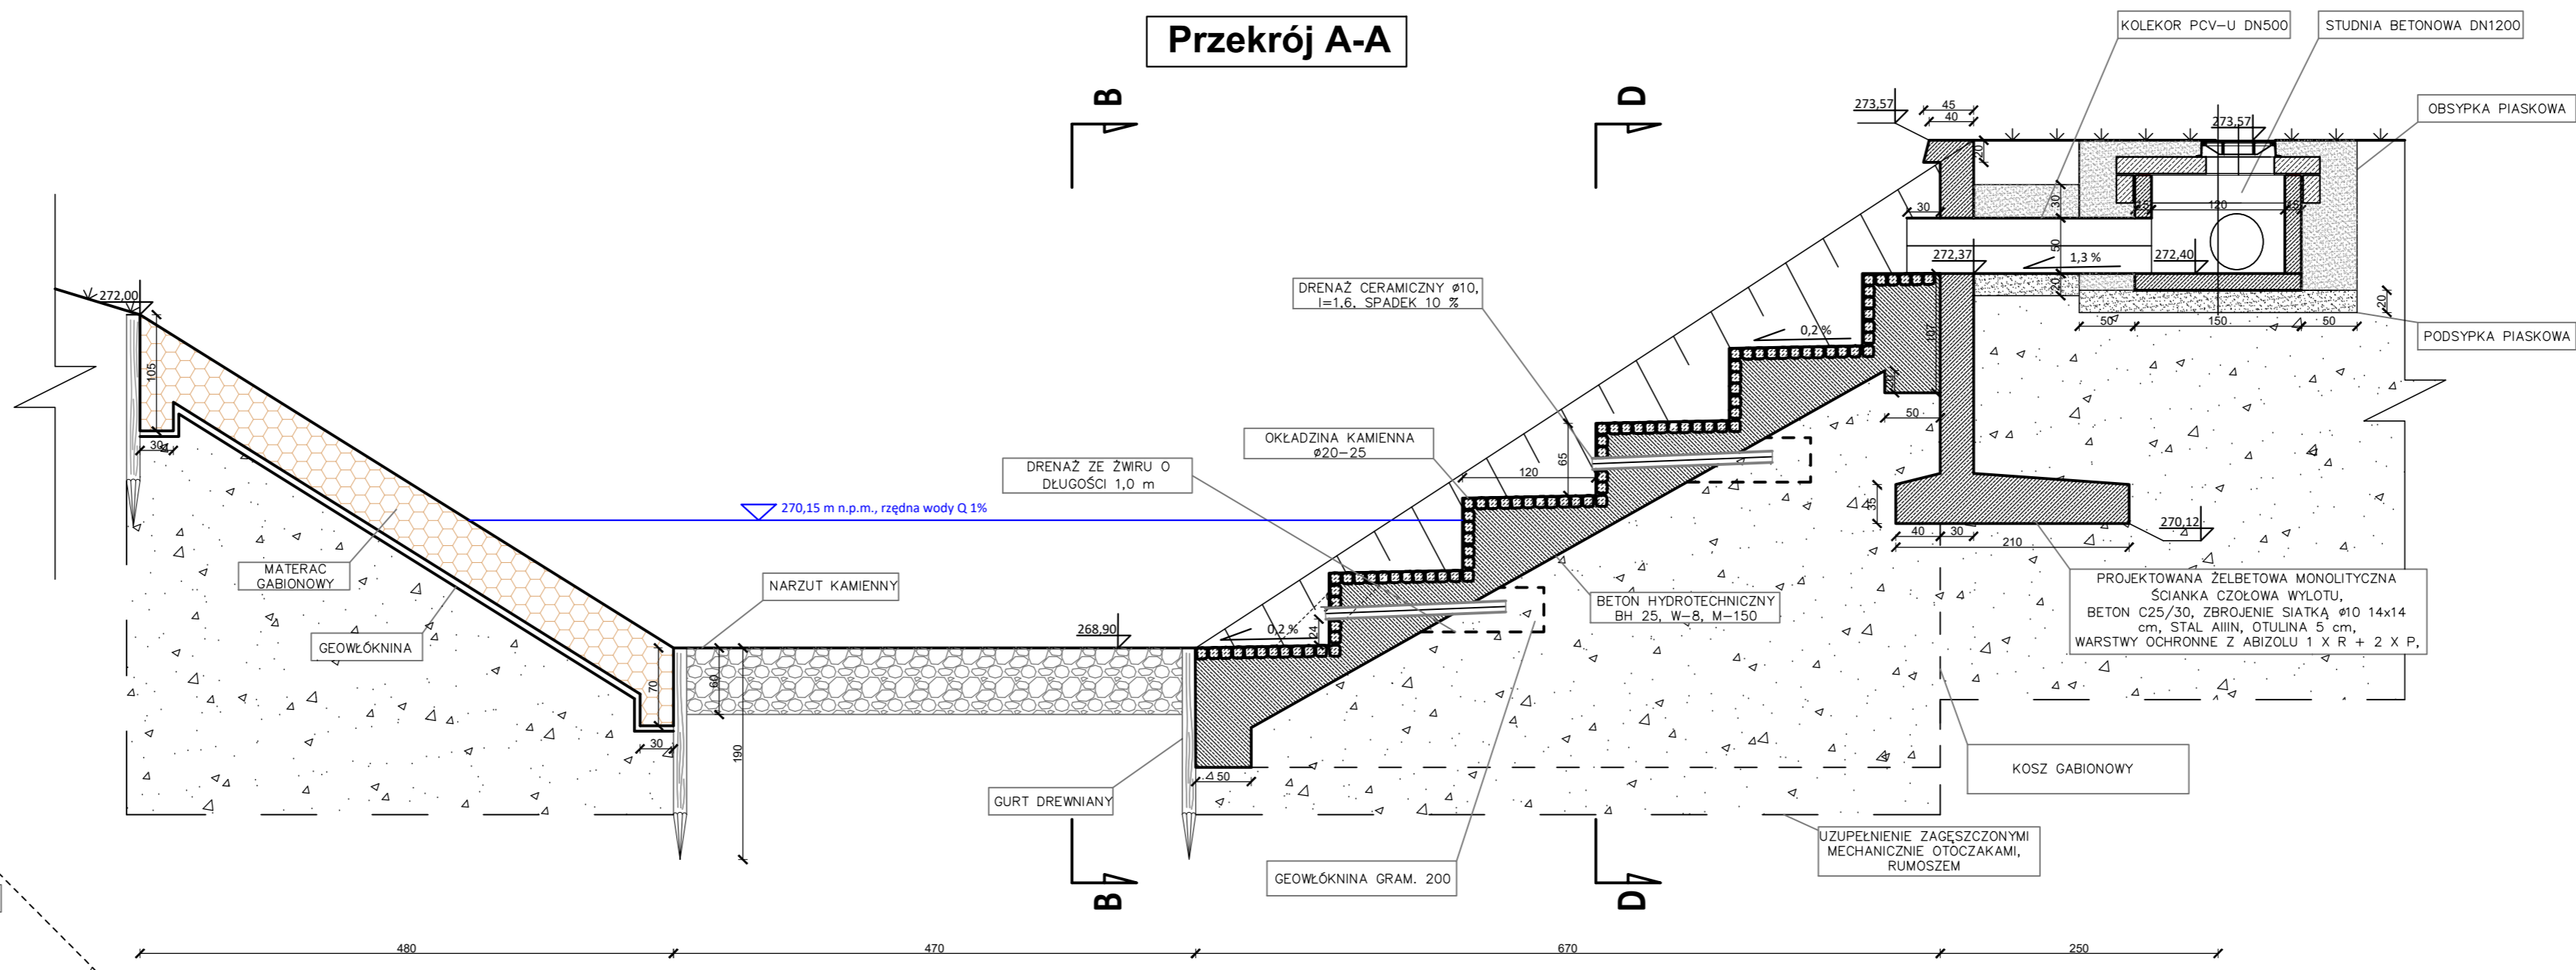 Przekrój A-A
KOLEKOR PCV-U DN500
STUDNIA BETONOWA DN1200
OBSYPKA PIASKOWA
B
D
273,57
45
40
20
273,57
30
30
15
120
15
50
272,37
1,3 %
272,40
20
20
50
150
50
PODSYPKA PIASKOWA
272,00
105
30
DRENAŻ CERAMICZNY ø10,
l=1,6, SPADEK 10 %
0,2 %
107
20
50
OKŁADZINA KAMIENNA
ø20-25
65
120
DRENAŻ ZE ŻWIRU O
DŁUGOŚCI 1,0 m
270,15 m n.p.m., rzędna wody Q 1%
35
40
30
210
270,12
MATERAC
GABIONOWY
NARZUT KAMIENNY
GEOWŁÓKNINA
268,90
0,2 %
24
BETON HYDROTECHNICZNY
BH 25, W-8, M-150
PROJEKTOWANA ŻELBETOWA MONOLITYCZNA
ŚCIANKA CZOŁOWA WYLOTU,
BETON C25/30, ZBROJENIE SIATKĄ ø10 14x14
cm, STAL AIIIN, OTULINA 5 cm,
WARSTWY OCHRONNE Z ABIZOLU 1 X R + 2 X P,
70
60
30
190
50
KOSZ GABIONOWY
GURT DREWNIANY
UZUPEŁNIENIE ZAGĘSZCZONYMI
MECHANICZNIE OTOCZAKAMI,
RUMOSZEM
GEOWŁÓKNINA GRAM. 200
B
D
480
470
670
250